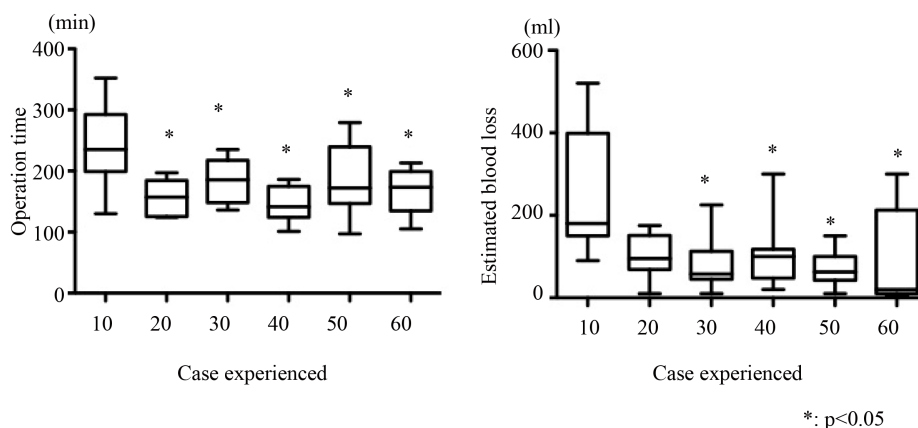 (min)
400
300
200
100
0
Operation time
10 20 30 40 50 60
Case experienced
* * * * *
(ml)
600
400
200
0
Estimated blood loss
10 20 30 40 50 60
Case experienced
* * * *
*: p<0.05